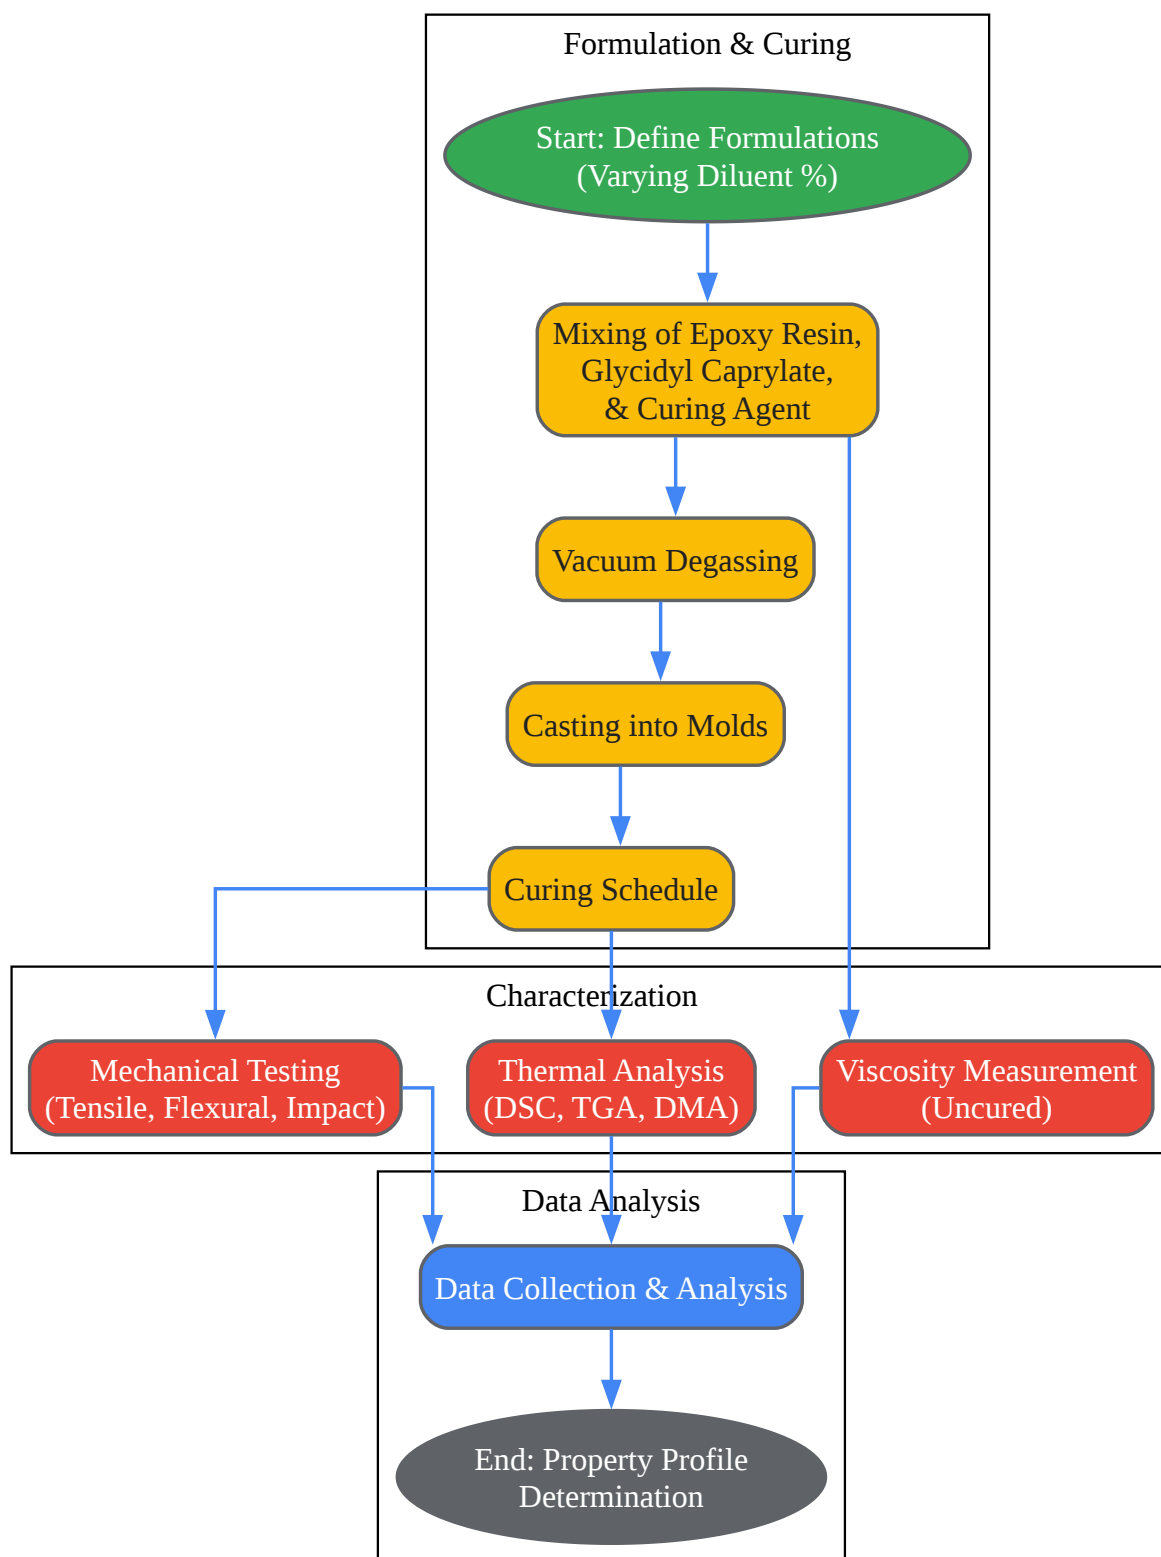 Formulation & Curing
Start: Define Formulations
(Varying Diluent %)
Mixing of Epoxy Resin,
Glycidyl Caprylate,
& Curing Agent
Vacuum Degassing
Casting into Molds
Curing Schedule
Characterization
Mechanical Testing
(Tensile, Flexural, Impact)
Thermal Analysis
(DSC, TGA, DMA)
Viscosity Measurement
(Uncured)
Data Analysis
Data Collection & Analysis
End: Property Profile
Determination